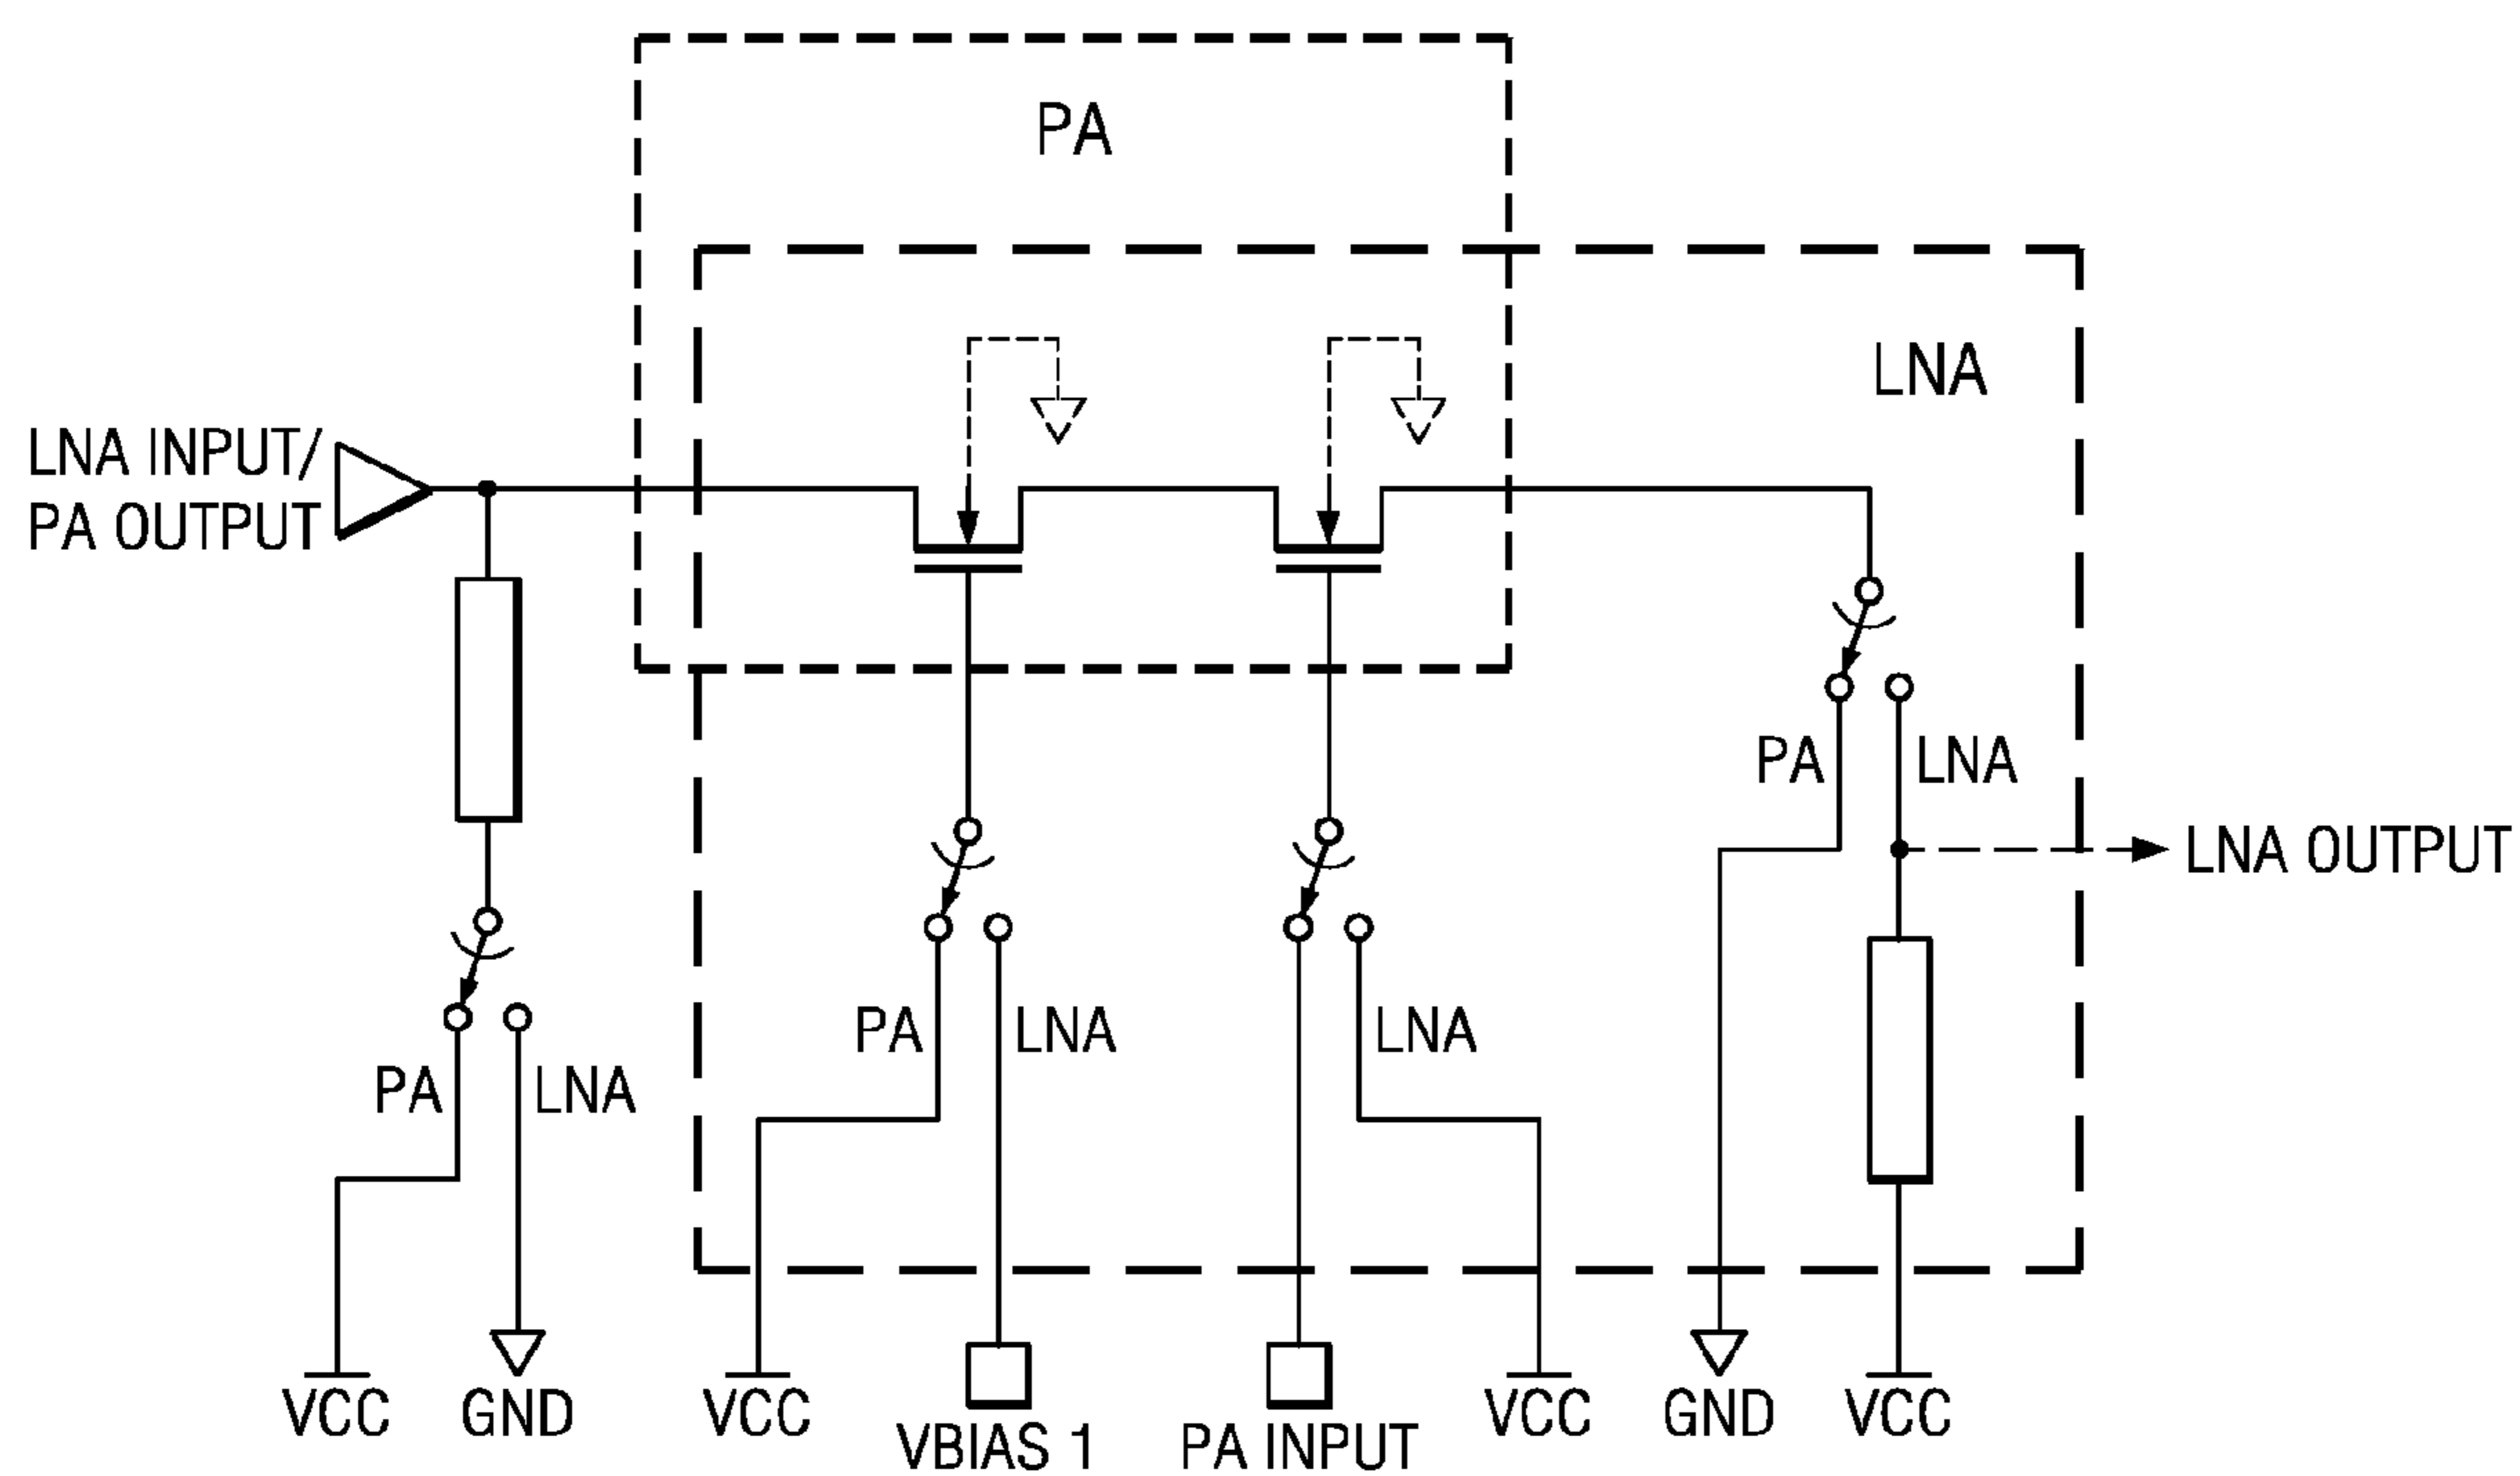 PA
LNA
LNA INPUT/
PA OUTPUT
PA
LNA
LNA OUTPUT
PA
LNA
LNA
PA
LNA
VCC
GND
VCC
VBIAS 1
PA INPUT
VCC
GND
VCC